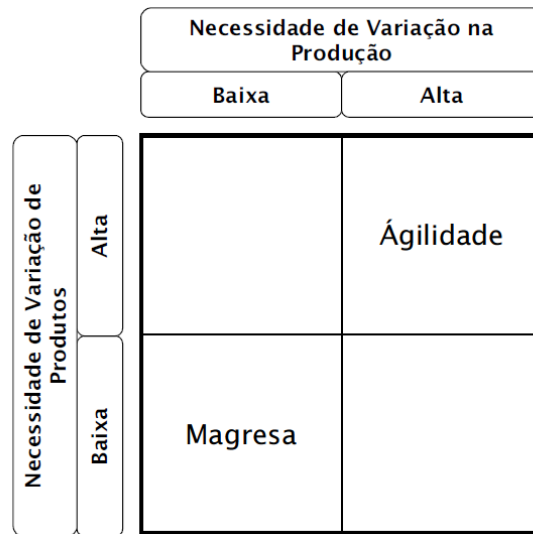 Necessidade de Variação na
Produção
Baixa
Alta
Necessidade de Variação de
Produtos
Alta
Baixa
Ágilidade
Magresa